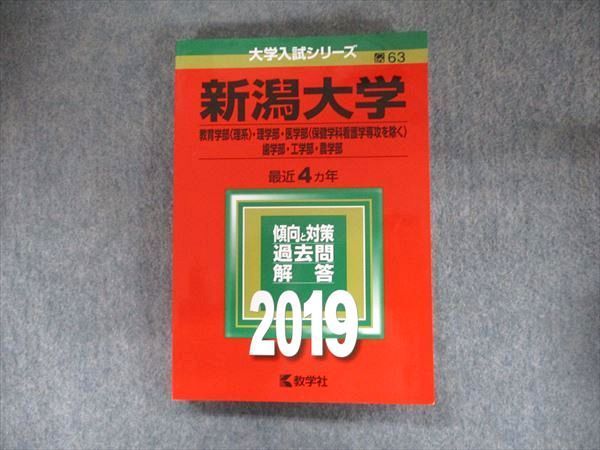 大学入試シリーズ
63
新潟大学
教育学部〈理系〉・理学部・医学部〈保健学科看護学専攻を除く〉
歯学部・工学部・農学部
最近4カ年
傾向と対策
過去問
解答
2019
教学社